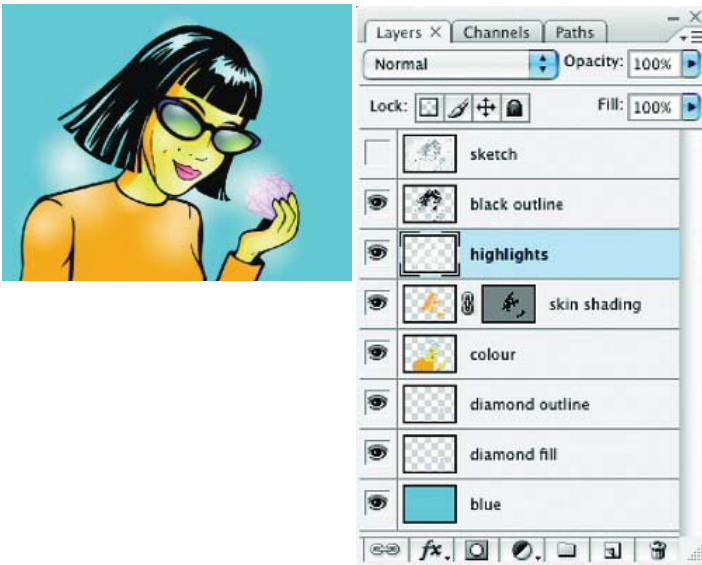 Layers × Channels Paths
Normal Opacity: 100%
Lock: Fill: 100%
sketch
black outline
highlights
skin shading
colour
diamond outline
diamond fill
blue
fx.